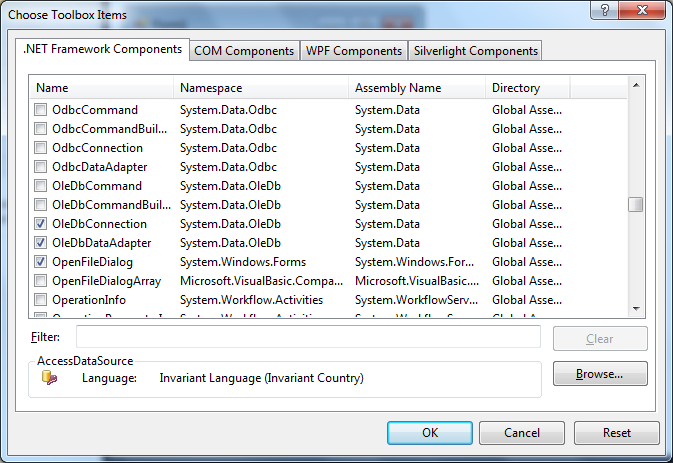 Choose Toolbox Items
.NET Framework Components COM Components WPF Components Silverlight Components
Name Namespace Assembly Name Directory
OdbcCommand System.Data.Odbc System.Data Global Asse...
OdbcCommandBuil... System.Data.Odbc System.Data Global Asse...
OdbcConnection System.Data.Odbc System.Data Global Asse...
OdbcDataAdapter System.Data.Odbc System.Data Global Asse...
OleDbCommand System.Data.OleDb System.Data Global Asse...
OleDbCommandBuil... System.Data.OleDb System.Data Global Asse...
OleDbConnection System.Data.OleDb System.Data Global Asse...
OleDbDataAdapter System.Data.OleDb System.Data Global Asse...
OpenFileDialog System.Windows.Forms System.Windows.For... Global Asse...
OpenFileDialogArray Microsoft.VisualBasic.Compa... Microsoft.VisualBasic.... Global Asse...
OperationInfo System.Workflow.Activities System.WorkflowServ... Global Asse...
Filter: Clear
AccessDataSource
Language: Invariant Language (Invariant Country)
Browse...
OK Cancel Reset